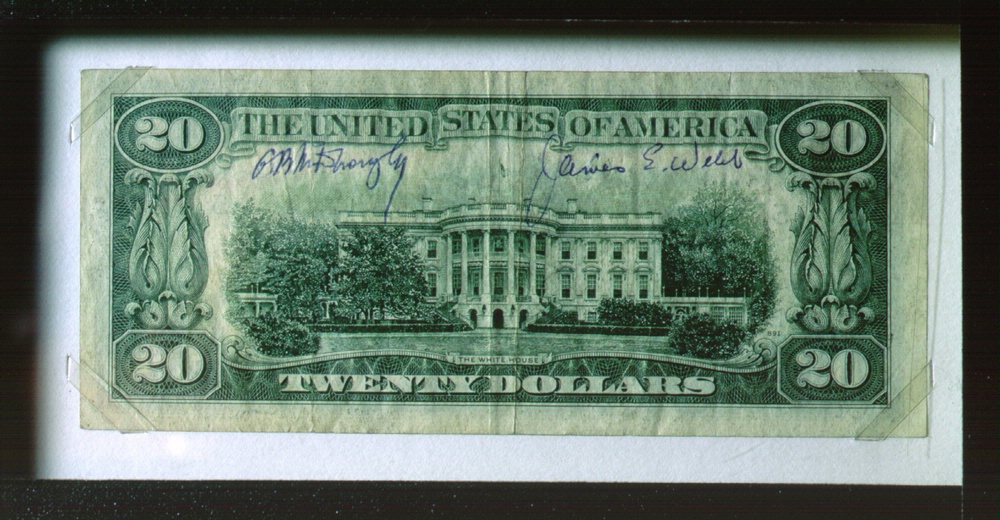 20 THE UNITED STATES OF AMERICA 20
James E. Webb
THE WHITE HOUSE
20 TWENTY DOLLARS 20